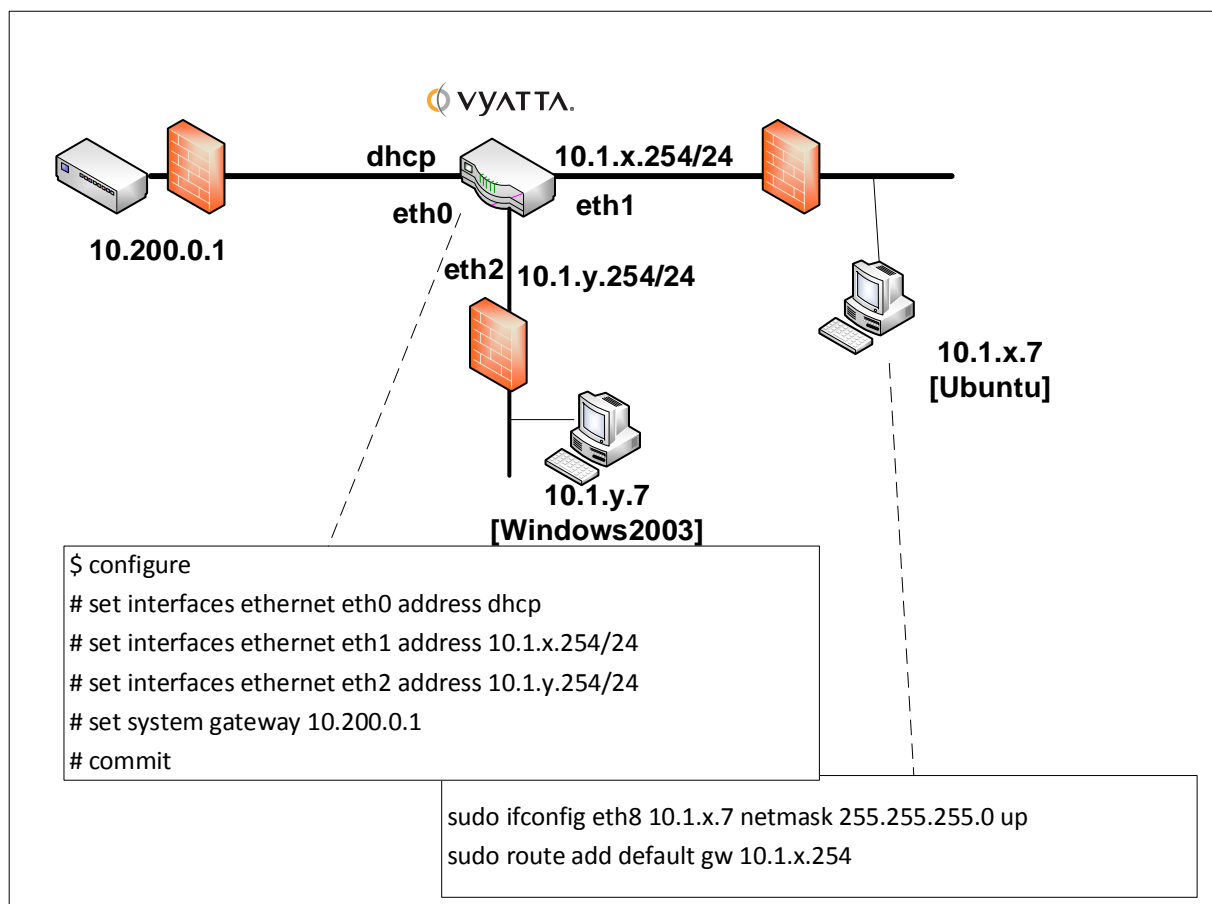 VYATTA.
dhcp
10.1.x.254/24
eth0
eth1
10.200.0.1
eth2
10.1.y.254/24
10.1.x.7
[Ubuntu]
10.1.y.7
[Windows2003]
$ configure
# set interfaces ethernet eth0 address dhcp
# set interfaces ethernet eth1 address 10.1.x.254/24
# set interfaces ethernet eth2 address 10.1.y.254/24
# set system gateway 10.200.0.1
# commit
sudo ifconfig eth8 10.1.x.7 netmask 255.255.255.0 up
sudo route add default gw 10.1.x.254